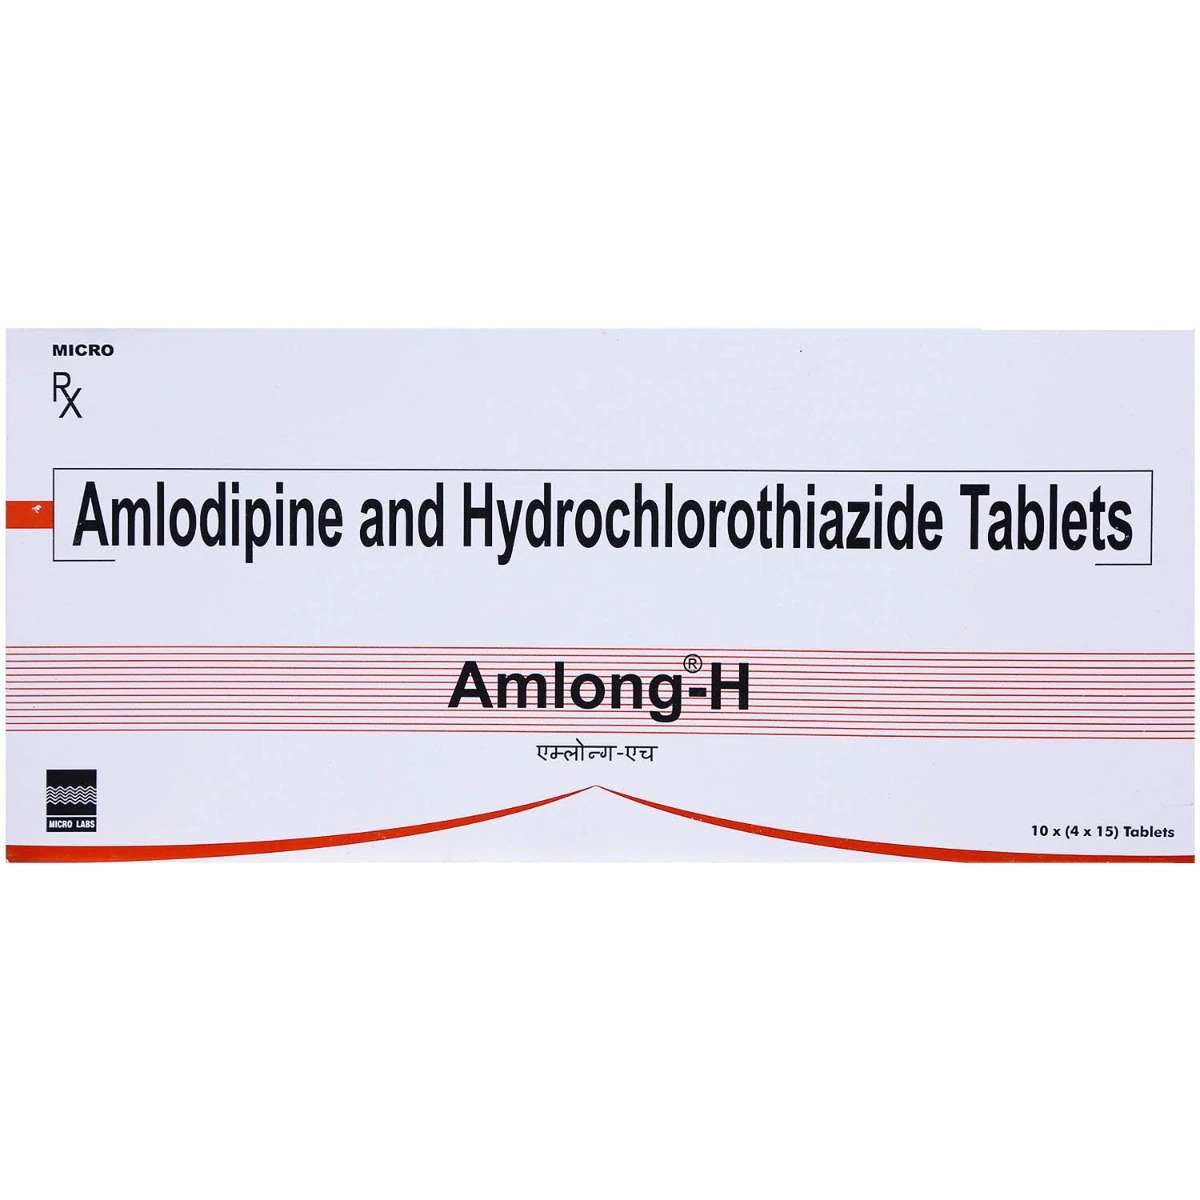 MICRO
Rx
Amlodipine and Hydrochlorothiazide Tablets
Amlong®-H
एम्लोन्ग-एच
MICRO LABS
10 x (4 x 15) Tablets